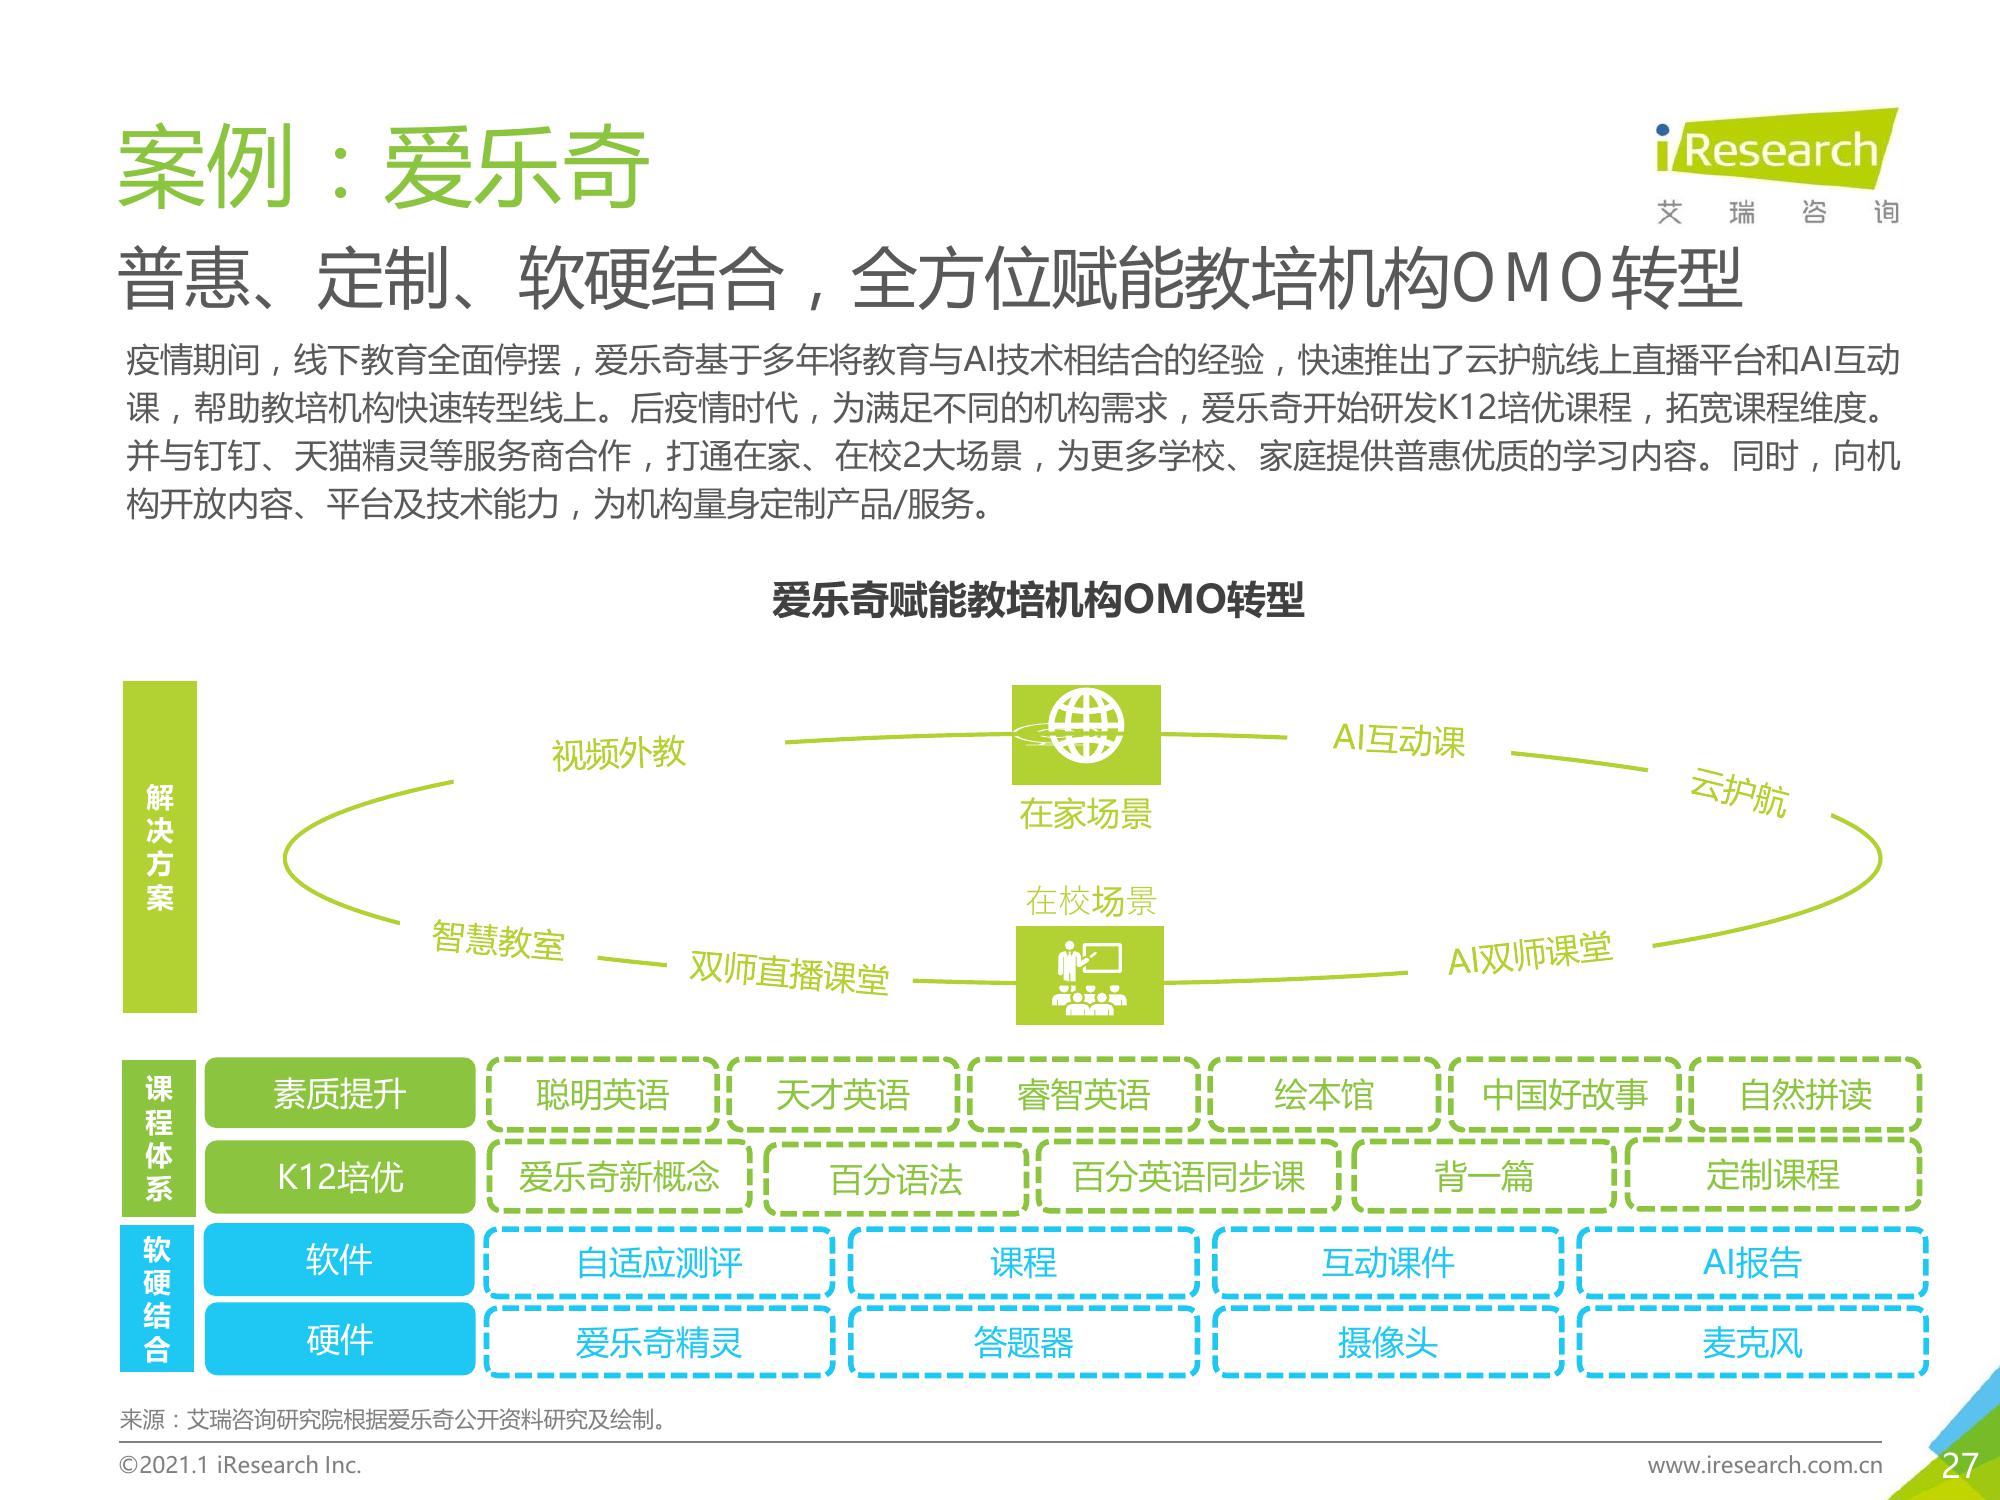 案例：爱乐奇
iResearch
艾瑞咨询
普惠、定制、软硬结合，全方位赋能教培机构OMO转型
疫情期间，线下教育全面停摆，爱乐奇基于多年将教育与AI技术相结合的经验，快速推出了云护航线上直播平台和AI互动
课，帮助教培机构快速转型线上。后疫情时代，为满足不同的机构需求，爱乐奇开始研发K12培优课程，拓宽课程维度。
并与钉钉、天猫精灵等服务商合作，打通在家、在校2大场景，为更多学校、家庭提供普惠优质的学习内容。同时，向机
构开放内容、平台及技术能力，为机构量身定制产品/服务。
爱乐奇赋能教培机构OMO转型
解决方案
视频外教
AI互动课
云护航
在家场景
在校场景
智慧教室
双师直播课堂
AI双师课堂
课程体系
素质提升
聪明英语
天才英语
睿智英语
绘本馆
中国好故事
自然拼读
K12培优
爱乐奇新概念
百分语法
百分英语同步课
背一篇
定制课程
软硬结合
软件
自适应测评
课程
互动课件
AI报告
硬件
爱乐奇精灵
答题器
摄像头
麦克风
来源：艾瑞咨询研究院根据爱乐奇公开资料研究及绘制。
©2021.1 iResearch Inc.
www.iresearch.com.cn
27